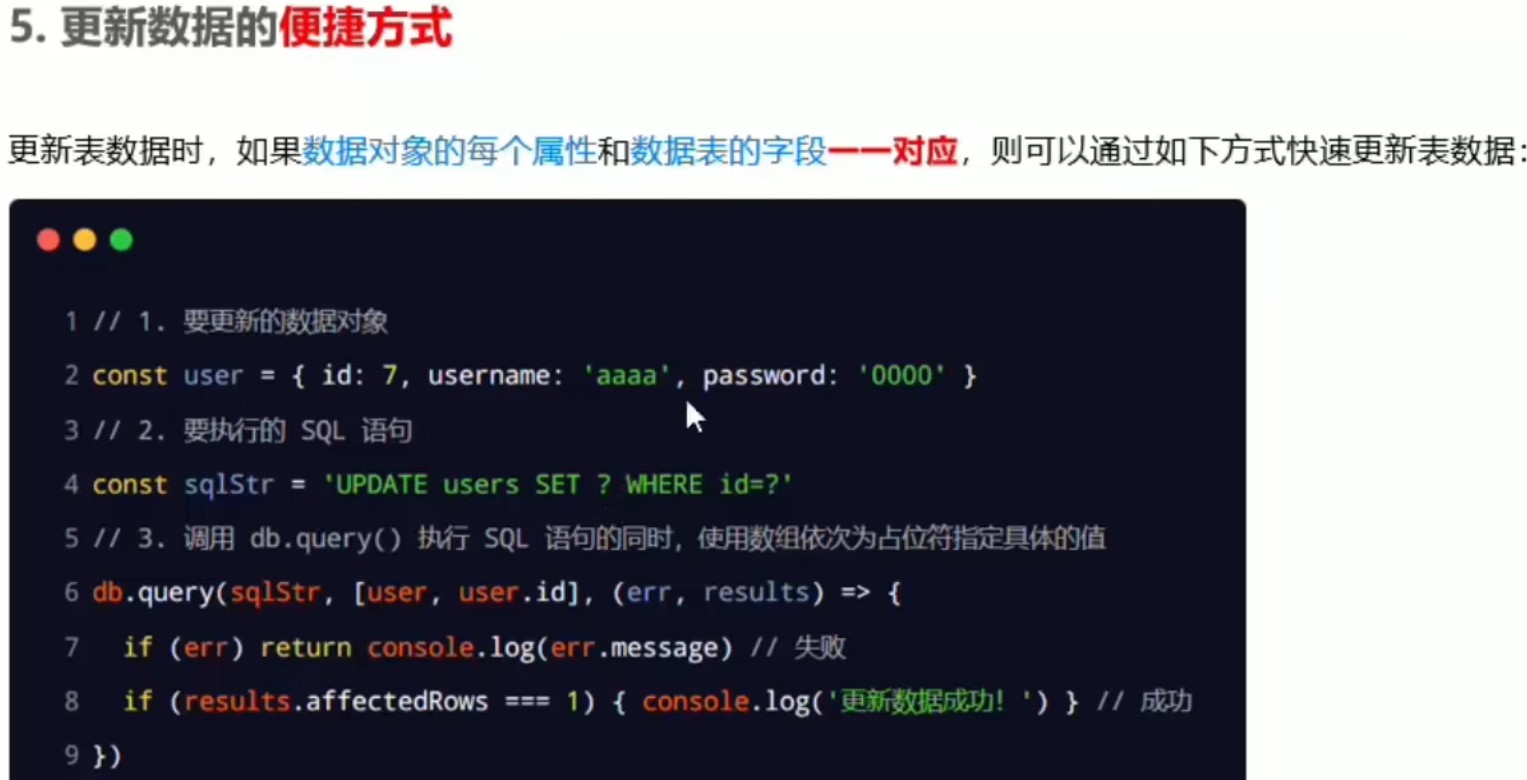 5. 更新数据的便捷方式
更新表数据时，如果数据对象的每个属性和数据表的字段一一对应，则可以通过如下方式快速更新表数据：
1 // 1. 要更新的数据对象
2 const user = { id: 7, username: 'aaaa', password: '0000' }
3 // 2. 要执行的 SQL 语句
4 const sqlStr = 'UPDATE users SET ? WHERE id=?'
5 // 3. 调用 db.query() 执行 SQL 语句的同时，使用数组依次为占位符指定具体的值
6 db.query(sqlStr, [user, user.id], (err, results) => {
7   if (err) return console.log(err.message) // 失败
8   if (results.affectedRows === 1) { console.log('更新数据成功！') } // 成功
9 })